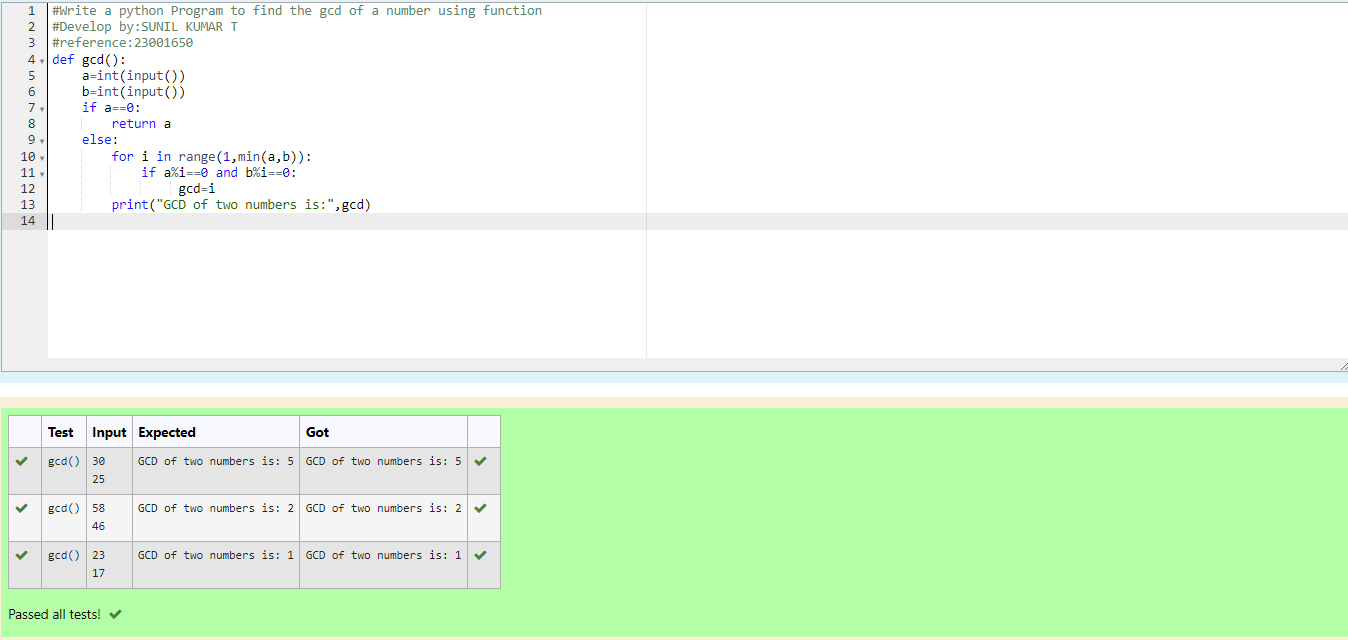 1 #Write a python Program to find the gcd of a number using function
2 #Develop by:SUNIL KUMAR T
3 #reference:23001650
4 def gcd():
5     a=int(input())
6     b=int(input())
7     if a==0:
8         return a
9     else:
10         for i in range(1,min(a,b)):
11             if a%i==0 and b%i==0:
12                 gcd=i
13         print("GCD of two numbers is:",gcd)
14
Test Input Expected Got
gcd() 30 GCD of two numbers is: 5 GCD of two numbers is: 5
25
gcd() 58 GCD of two numbers is: 2 GCD of two numbers is: 2
46
gcd() 23 GCD of two numbers is: 1 GCD of two numbers is: 1
17
Passed all tests!